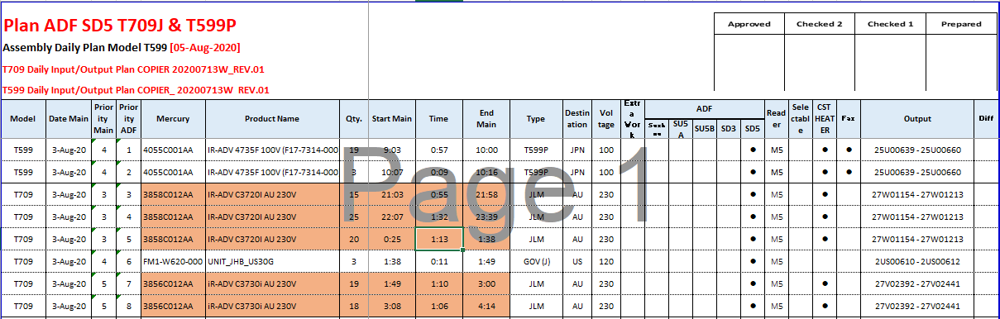 Plan ADF SD5 T709J & T599P
Approved Checked 2 Checked 1 Prepared
Assembly Daily Plan Model T599 [05-Aug-2020]
T709 Daily Input/Output Plan COPIER 20200713W_REV.01
T599 Daily Input/Output Plan COPIER_ 20200713W REV.01
Model Date Main Priority Main Priority ADF Mercury Product Name Qty. Start Main Time End Main Type Destination Voltage Extra Work ADF SU5A SU5B SD3 SD5 Reader Selectable CST HEATER Fax Output Diff
T599 3-Aug-20 4 1 4055C001AA IR-ADV 4735F 100V (F17-7314-000 19 9:03 0:57 10:00 T599P JPN 100 ● M5 ● ● 25U00639 - 25U00660
T599 3-Aug-20 4 2 4055C001AA IR-ADV 4735F 100V (F17-7314-000 3 10:07 0:09 10:16 T599P JPN 100 ● M5 ● ● 25U00639 - 25U00660
T709 3-Aug-20 3 3 3858C012AA IR-ADV C3720I AU 230V 15 21:03 0:55 21:58 JLM AU 230 ● M5 ● 27W01154 - 27W01213
T709 3-Aug-20 3 4 3858C012AA IR-ADV C3720I AU 230V 25 22:07 1:32 23:39 JLM AU 230 ● M5 ● 27W01154 - 27W01213
T709 3-Aug-20 3 5 3858C012AA IR-ADV C3720I AU 230V 20 0:25 1:13 1:38 JLM AU 230 ● M5 ● 27W01154 - 27W01213
T709 3-Aug-20 4 6 FM1-W620-000 UNIT_JHB_US30G 3 1:38 0:11 1:49 GOV (J) US 120 ● M5 2US00610 - 2US00612
T709 3-Aug-20 5 7 3856C012AA iR-ADV C3730i AU 230V 19 1:49 1:10 3:00 JLM AU 230 ● M5 ● 27V02392 - 27V02441
T709 3-Aug-20 5 8 3856C012AA iR-ADV C3730i AU 230V 18 3:08 1:06 4:14 JLM AU 230 ● M5 ● 27V02392 - 27V02441
Page 1